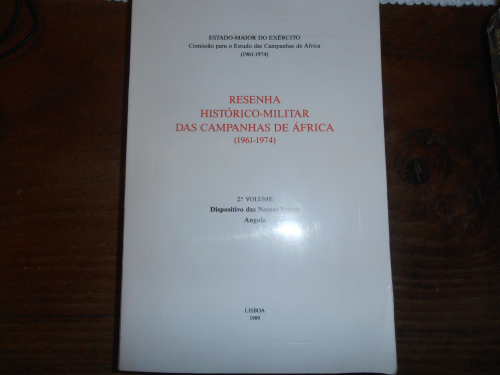 ESTADO-MAIOR DO EXÉRCITO
Comissão para o Estudo das Campanhas de África
(1961-1974)
RESENHA
HISTÓRICO-MILITAR
DAS CAMPANHAS DE ÁFRICA
(1961-1974)
2.º VOLUME
Dispositivo das Nossas
Angola
LISBOA
1989